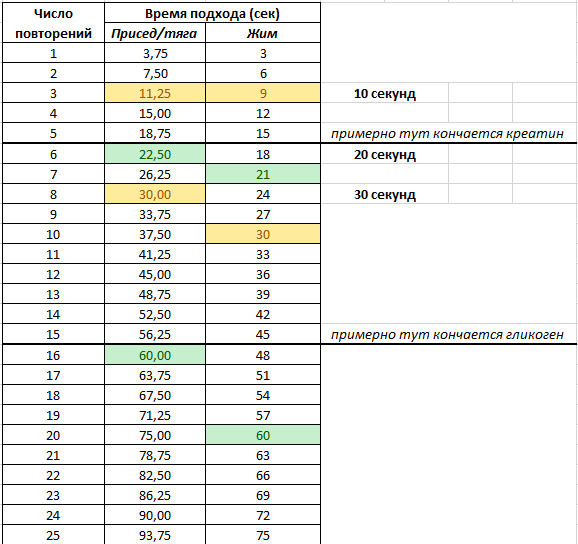 Число повторений Время подхода (сек)
Присед/тяга Жим
1 3,75 3
2 7,50 6
3 11,25 9 10 секунд
4 15,00 12
5 18,75 15 примерно тут кончается креатин
6 22,50 18 20 секунд
7 26,25 21
8 30,00 24 30 секунд
9 33,75 27
10 37,50 30
11 41,25 33
12 45,00 36
13 48,75 39
14 52,50 42
15 56,25 45 примерно тут кончается гликоген
16 60,00 48
17 63,75 51
18 67,50 54
19 71,25 57
20 75,00 60
21 78,75 63
22 82,50 66
23 86,25 69
24 90,00 72
25 93,75 75